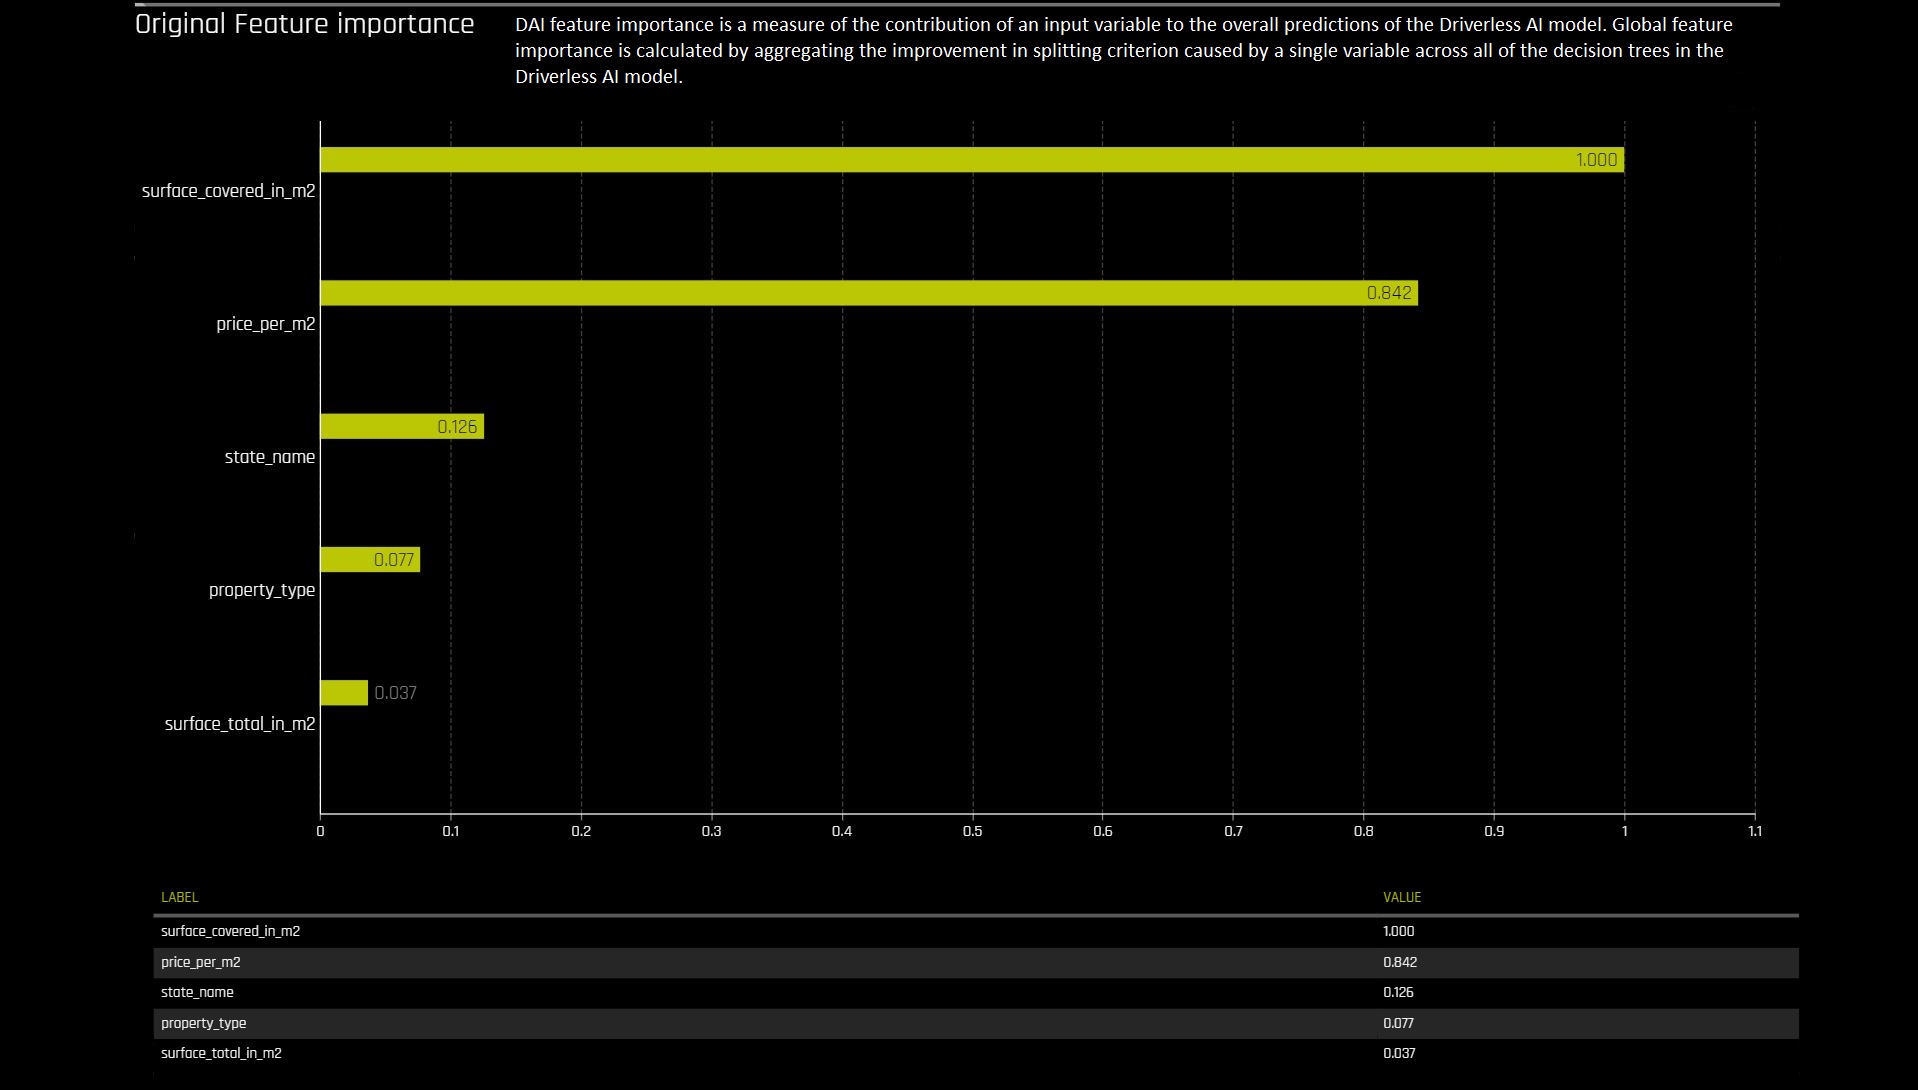 Original Feature importance
DAI feature importance is a measure of the contribution of an input variable to the overall predictions of the Driverless AI model. Global feature
importance is calculated by aggregating the improvement in splitting criterion caused by a single variable across all of the decision trees in the
Driverless AI model.
1.000
surface_covered_in_m2
0.842
price_per_m2
0.126
state_name
0.077
property_type
0.037
surface_total_in_m2
0 0.1 0.2 0.3 0.4 0.5 0.6 0.7 0.8 0.9 1 1.1
LABEL VALUE
surface_covered_in_m2 1.000
price_per_m2 0.842
state_name 0.126
property_type 0.077
surface_total_in_m2 0.037